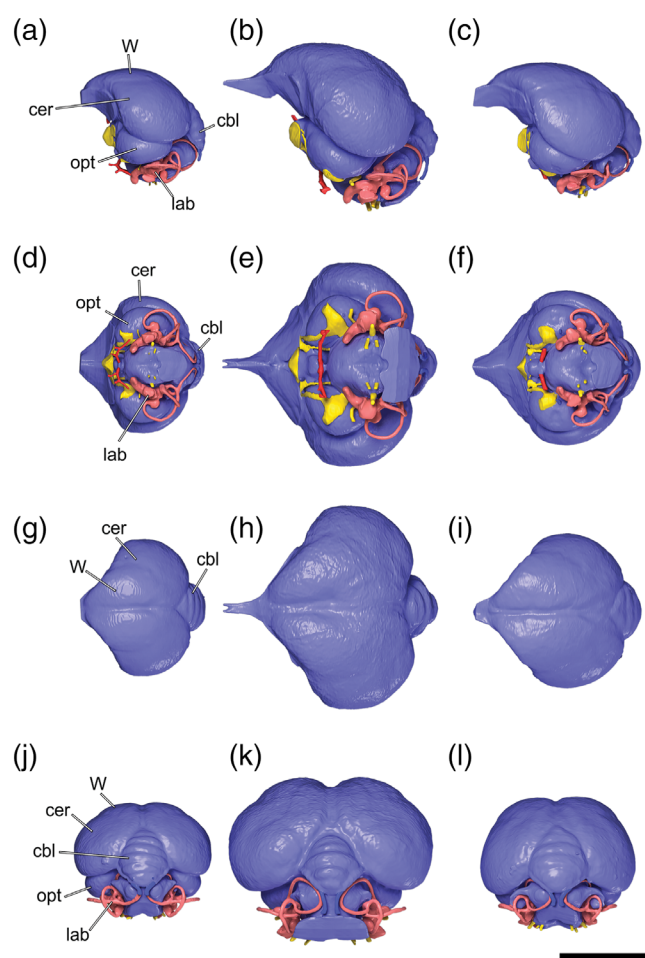 (a)
(b)
(c)
W
cer
cbl
opt
lab
(d)
(e)
(f)
cer
opt
cbl
lab
(g)
(h)
(i)
cer
W
cbl
(j)
(k)
(l)
W
cer
cbl
opt
lab